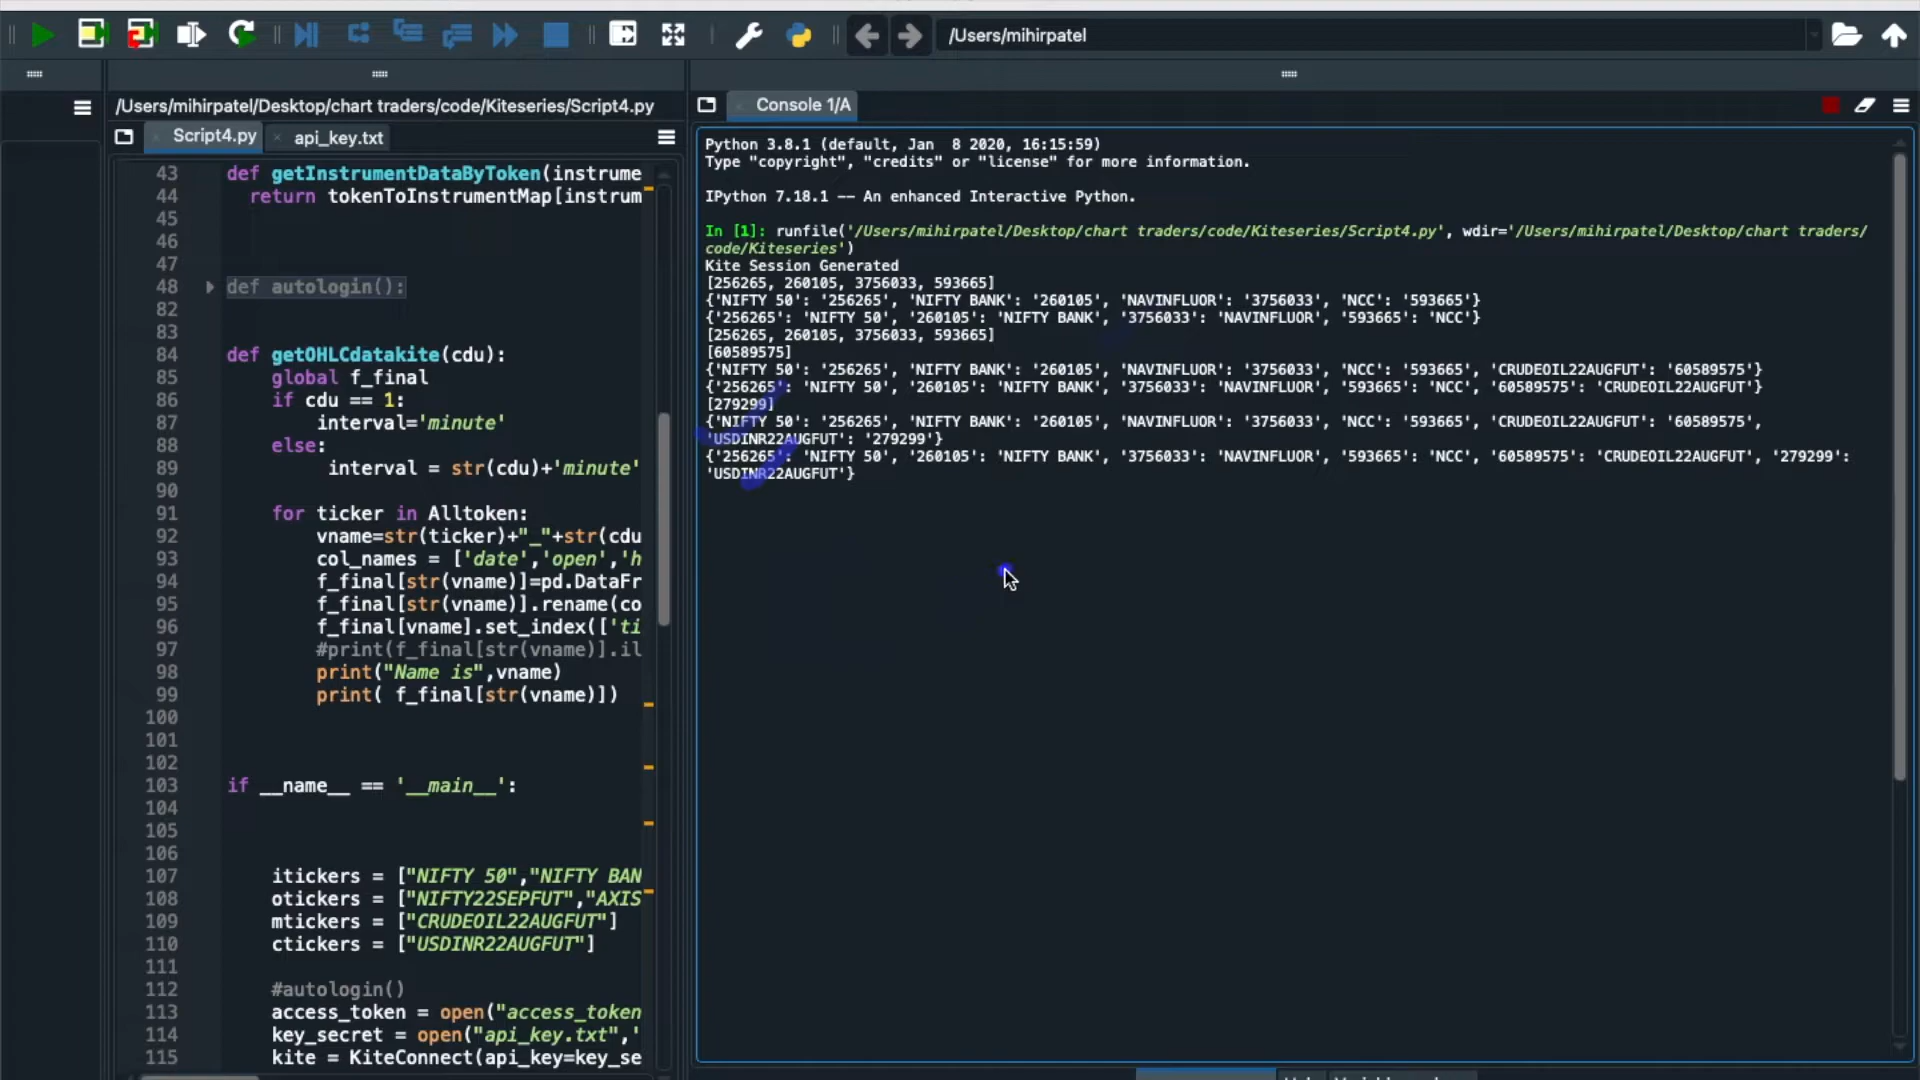 /Users/mihirpatel
/Users/mihirpatel/Desktop/chart traders/code/Kiteseries/Script4.py
Script4.py
api_key.txt
43 def getInstrumentDataByToken(instrume
44 return tokenToInstrumentMap[instrum
45
46
47
48 def autologin():
82
83
84 def getOHLCdatakite(cdu):
85 global f_final
86 if cdu == 1:
87 interval='minute'
88 else:
89 interval = str(cdu)+'minute'
90
91 for ticker in Alltoken:
92 vname=str(ticker)+"_"+str(cdu
93 col_names = ['date','open','h
94 f_final[str(vname)]=pd.DataFr
95 f_final[str(vname)].rename(co
96 f_final[vname].set_index(['ti
97 #print(f_final[str(vname)].il
98 print("Name is",vname)
99 print( f_final[str(vname)])
100
101
102
103 if __name__ == '__main__':
104
105
106
107 itickers = ["NIFTY 50","NIFTY BAN
108 otickers = ["NIFTY22SEPFUT","AXIS
109 mtickers = ["CRUDEOIL22AUGFUT"]
110 ctickers = ["USDINR22AUGFUT"]
111
112 #autologin()
113 access_token = open("access_token
114 key_secret = open("api_key.txt",'
115 kite = KiteConnect(api_key=key_se
Console 1/A
Python 3.8.1 (default, Jan  8 2020, 16:15:59)
Type "copyright", "credits" or "license" for more information.
IPython 7.18.1 -- An enhanced Interactive Python.
In [1]: runfile('/Users/mihirpatel/Desktop/chart traders/code/Kiteseries/Script4.py', wdir='/Users/mihirpatel/Desktop/chart traders/
code/Kiteseries')
Kite Session Generated
[256265, 260105, 3756033, 593665]
{'NIFTY 50': '256265', 'NIFTY BANK': '260105', 'NAVINFLUOR': '3756033', 'NCC': '593665'}
{'256265': 'NIFTY 50', '260105': 'NIFTY BANK', '3756033': 'NAVINFLUOR', '593665': 'NCC'}
[256265, 260105, 3756033, 593665]
[60589575]
{'NIFTY 50': '256265', 'NIFTY BANK': '260105', 'NAVINFLUOR': '3756033', 'NCC': '593665', 'CRUDEOIL22AUGFUT': '60589575'}
{'256265': 'NIFTY 50', '260105': 'NIFTY BANK', '3756033': 'NAVINFLUOR', '593665': 'NCC', '60589575': 'CRUDEOIL22AUGFUT'}
[279299]
{'NIFTY 50': '256265', 'NIFTY BANK': '260105', 'NAVINFLUOR': '3756033', 'NCC': '593665', 'CRUDEOIL22AUGFUT': '60589575',
'USDINR22AUGFUT': '279299'}
{'256265': 'NIFTY 50', '260105': 'NIFTY BANK', '3756033': 'NAVINFLUOR', '593665': 'NCC', '60589575': 'CRUDEOIL22AUGFUT', '279299':
'USDINR22AUGFUT'}